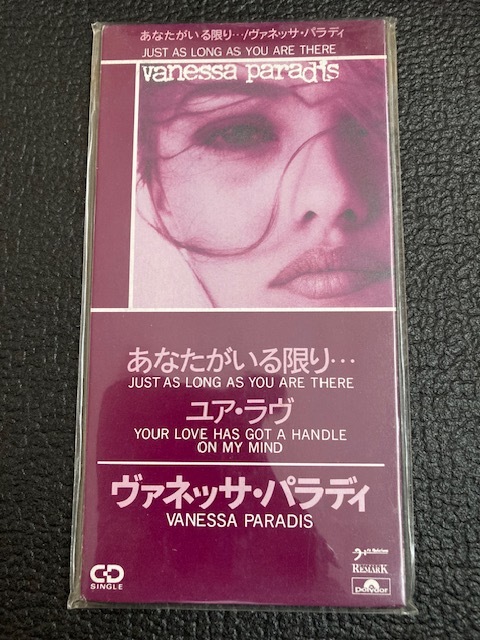 あなたがいる限り…/ヴァネッサ・パラディ
JUST AS LONG AS YOU ARE THERE
vanessa paradis
あなたがいる限り…
JUST AS LONG AS YOU ARE THERE
ユア・ラヴ
YOUR LOVE HAS GOT A HANDLE
ON MY MIND
ヴァネッサ・パラディ
VANESSA PARADIS
CD
SINGLE
REMARK
polydor